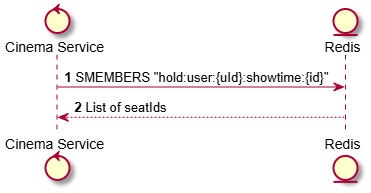 Cinema Service Redis
1 SMEMBERS "hold:user:{uId}:showtime:{id}"
2 List of seatIds
Cinema Service Redis